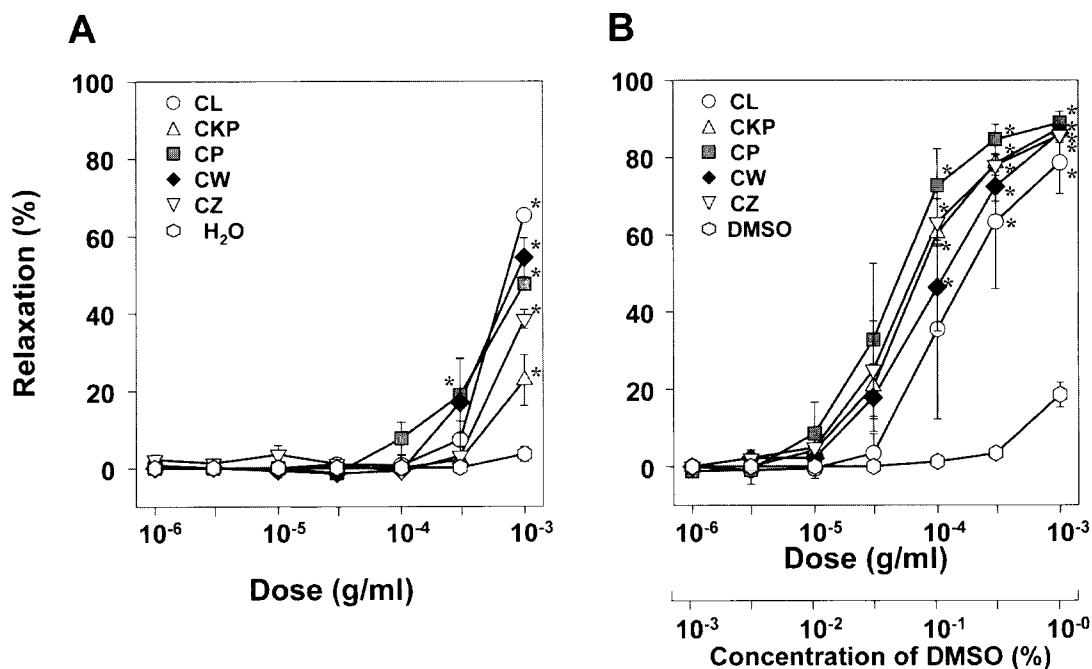 A
Relaxation (%)
100
80
60
40
20
0
CL
CKP
CP
CW
CZ
H₂O
*
*
*
*
*
*
10⁻⁶
10⁻⁵
10⁻⁴
10⁻³
Dose (g/ml)
B
100
80
60
40
20
0
CL
CKP
CP
CW
CZ
DMSO
*
*
*
*
*
*
*
*
*
*
*
*
*
*
10⁻⁶
10⁻⁵
10⁻⁴
10⁻³
Dose (g/ml)
10⁻³
10⁻²
10⁻¹
10⁻⁰
Concentration of DMSO (%)